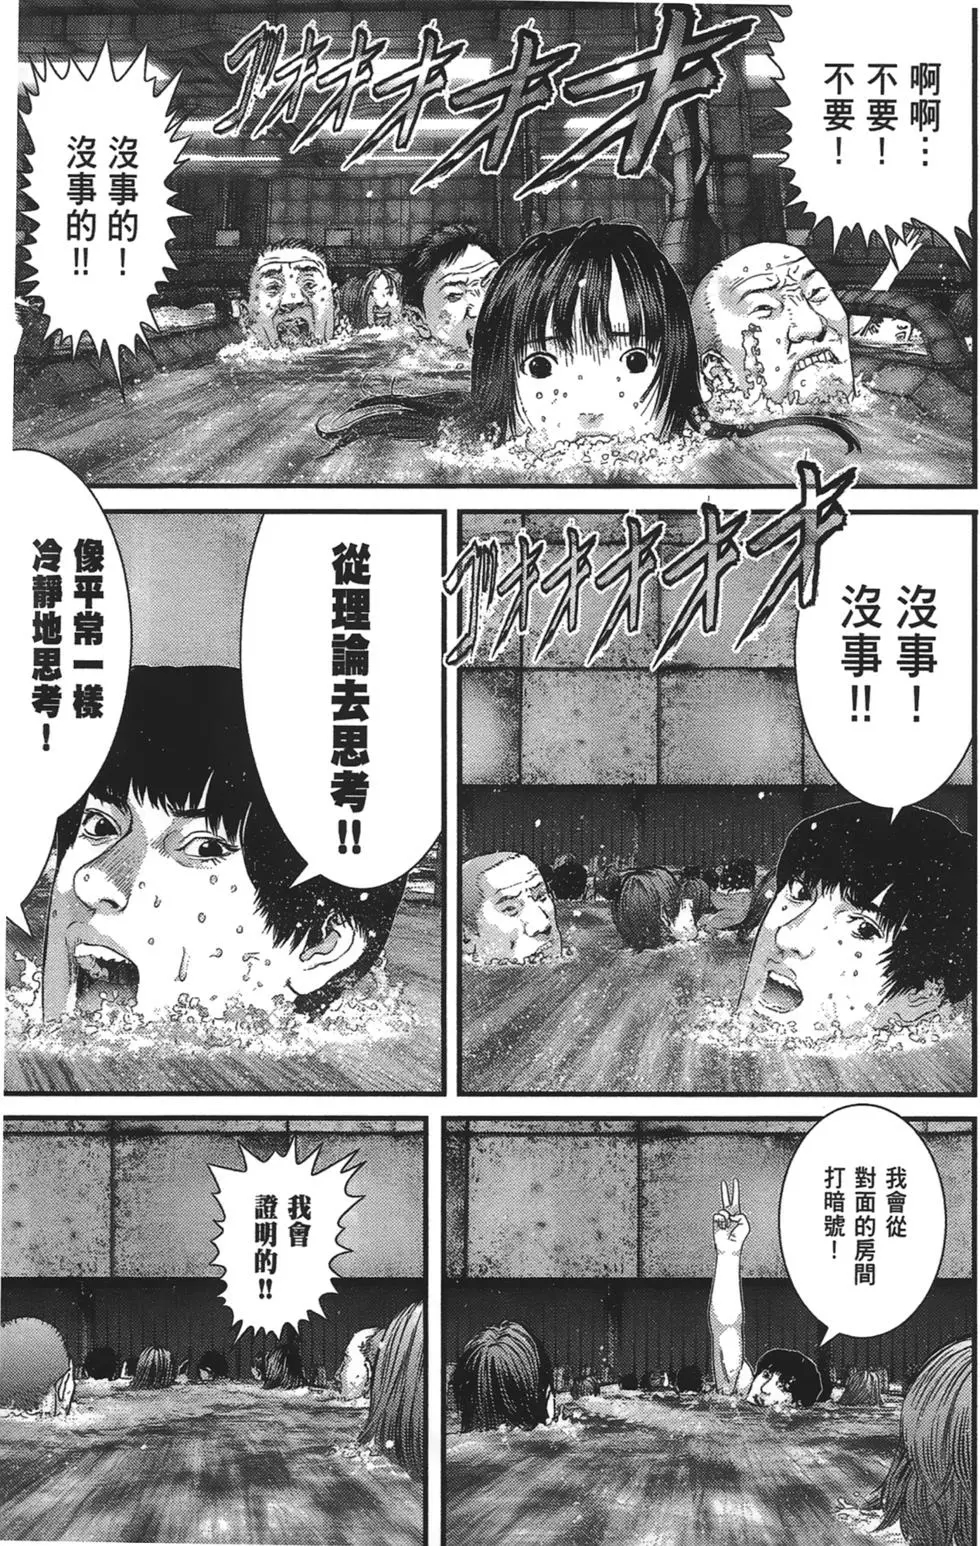 啊啊…
不要！
不要！
ゴオオオオオオ
沒事的！
沒事的!!
沒事！
沒事!!
ゴオオオオオ
從理論去思考!!
像平常一樣
冷靜地思考！
我會從
對面的房間
打暗號！
我會
證明的!!